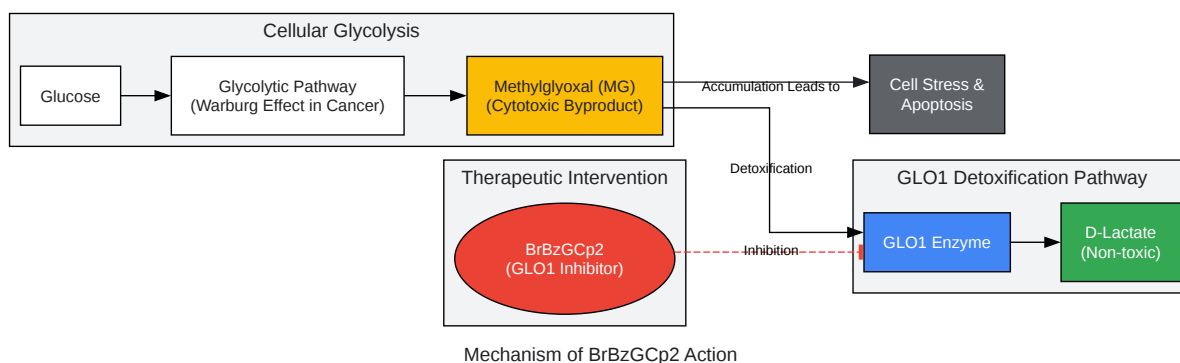 Cellular Glycolysis
Glucose
Glycolytic Pathway
(Warburg Effect in Cancer)
Methylglyoxal (MG)
(Cytotoxic Byproduct)
Accumulation Leads to
Cell Stress &
Apoptosis
Detoxification
Therapeutic Intervention
BrBzGCp2
(GLO1 Inhibitor)
Inhibition
GLO1 Detoxification Pathway
GLO1 Enzyme
D-Lactate
(Non-toxic)
Mechanism of BrBzGCp2 Action